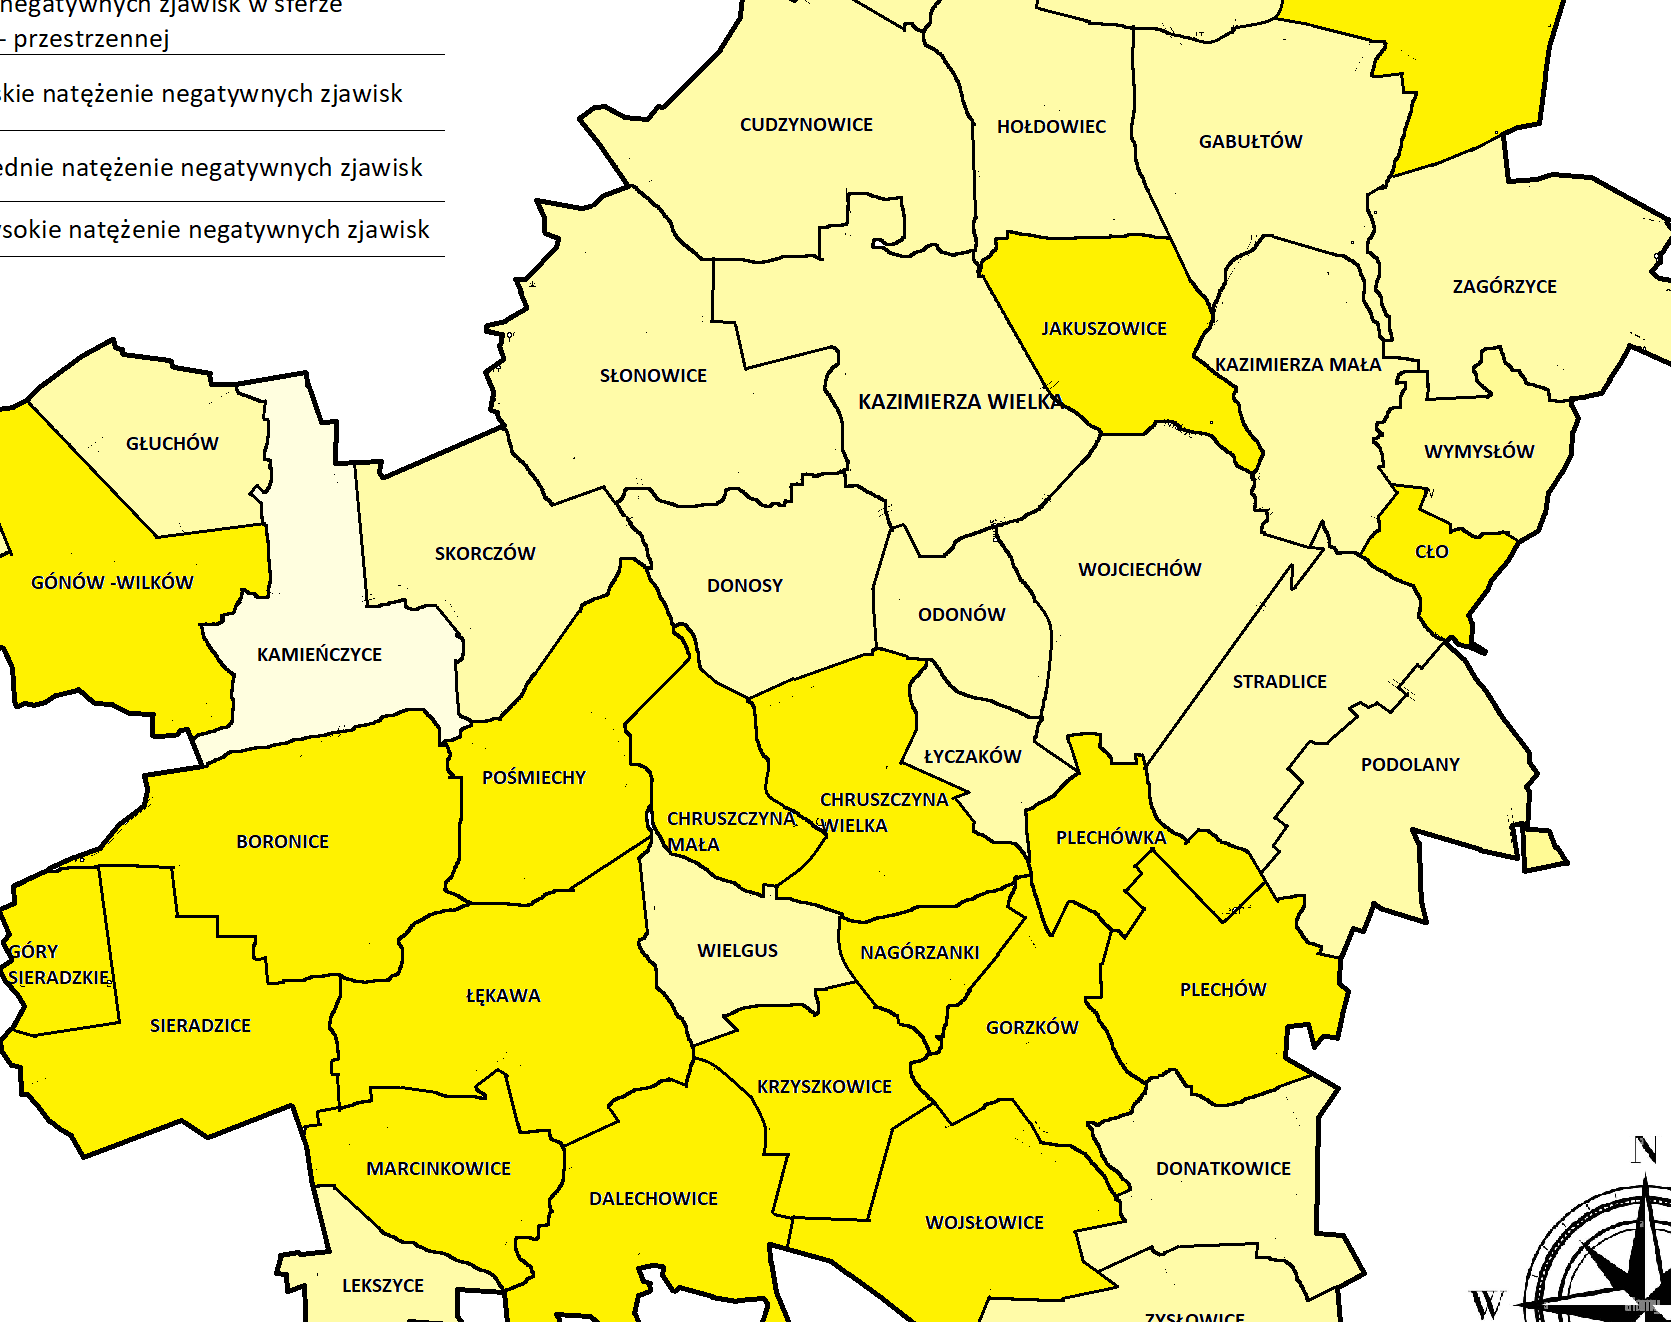 negatywnych zjawisk w sferze
- przestrzennej
skie natężenie negatywnych zjawisk
ednie natężenie negatywnych zjawisk
ysokie natężenie negatywnych zjawisk
CUDZYNOWICE
HOŁDOWIEC
GABUŁTÓW
ZAGÓRZYCE
JAKUSZOWICE
KAZIMIERZA MAŁA
SŁONOWICE
KAZIMIERZA WIELKA
GŁUCHÓW
WYMYSŁÓW
SKORCZÓW
CŁO
GÓNÓW -WILKÓW
DONOSY
WOJCIECHÓW
ODONÓW
KAMIEŃCZYCE
STRADLICE
ŁYCZAKÓW
PODOLANY
POŚMIECHY
CHRUSZCZYNA
WIELKA
CHRUSZCZYNA
MAŁA
PLECHÓWKA
BORONICE
GÓRY
SIERADZKIE
WIELGUS
NAGÓRZANKI
PLECHÓW
ŁĘKAWA
SIERADZICE
GORZKÓW
KRZYSZKOWICE
MARCINKOWICE
DONATKOWICE
DALECHOWICE
WOJSŁOWICE
LEKSZYCE
ZYSŁOWICE
N
W